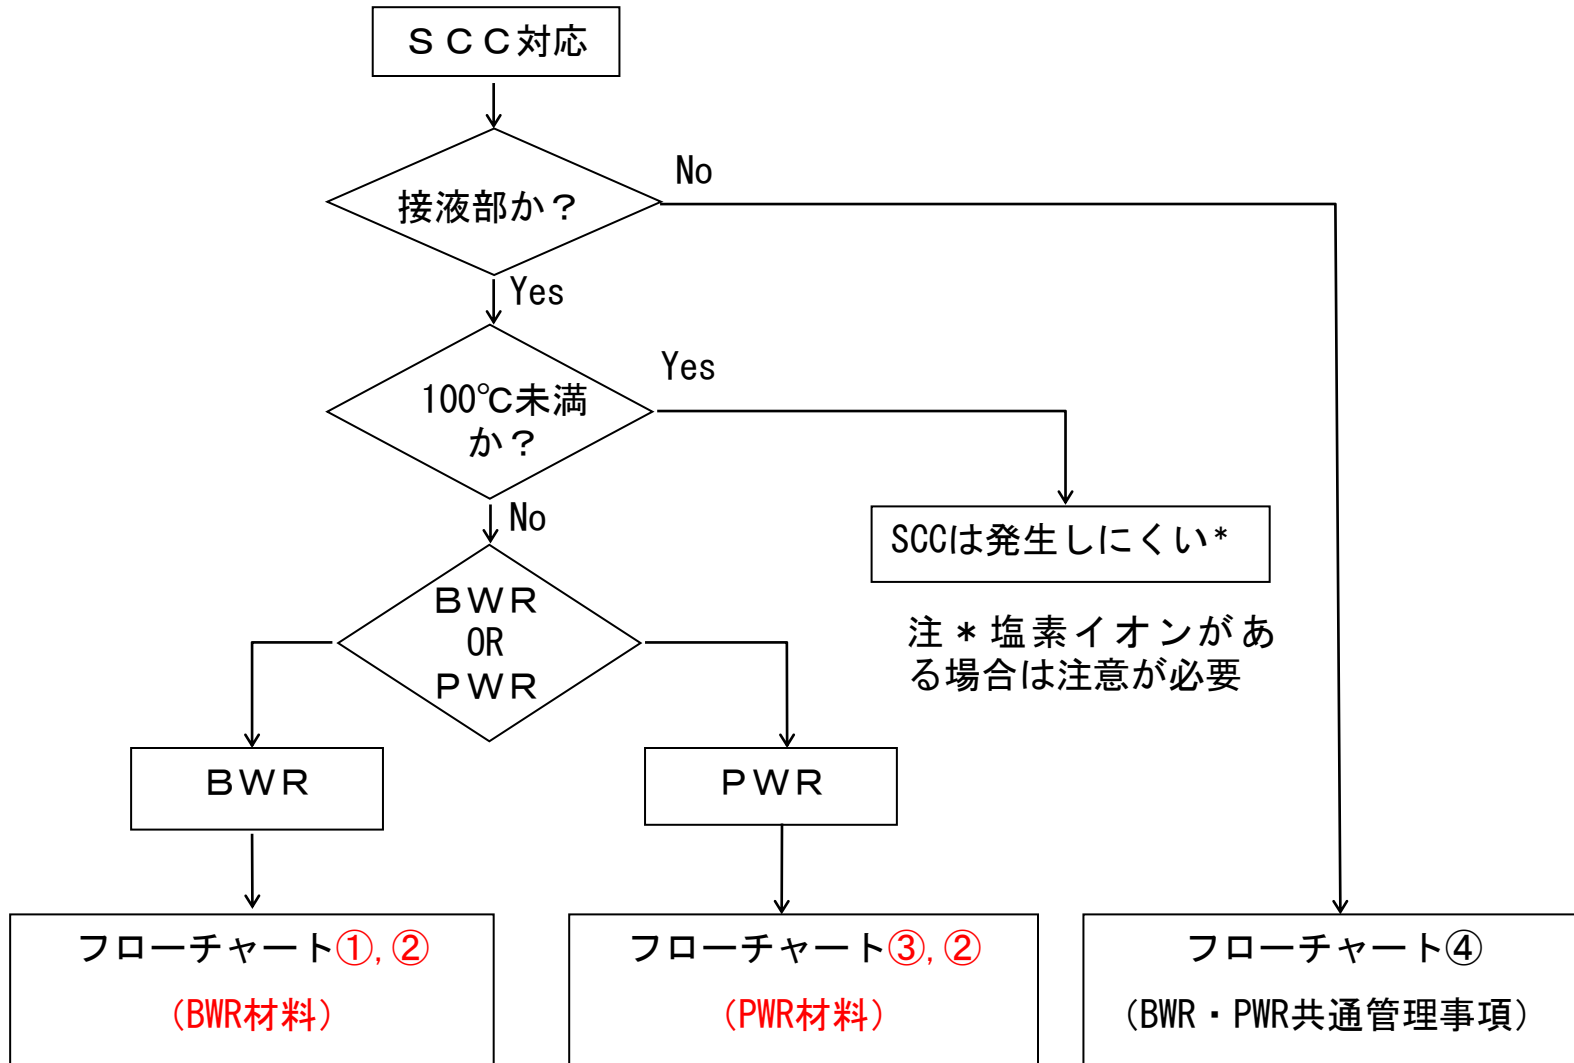 ＳＣＣ対応
接液部か？
No
Yes
100℃未満
か？
Yes
No
SCCは発生しにくい*
注＊塩素イオンがあ
る場合は注意が必要
ＢＷＲ
OR
ＰＷＲ
ＢＷＲ
ＰＷＲ
フローチャート①,②
(BWR材料)
フローチャート③,②
(PWR材料)
フローチャート④
(BWR・PWR共通管理事項)